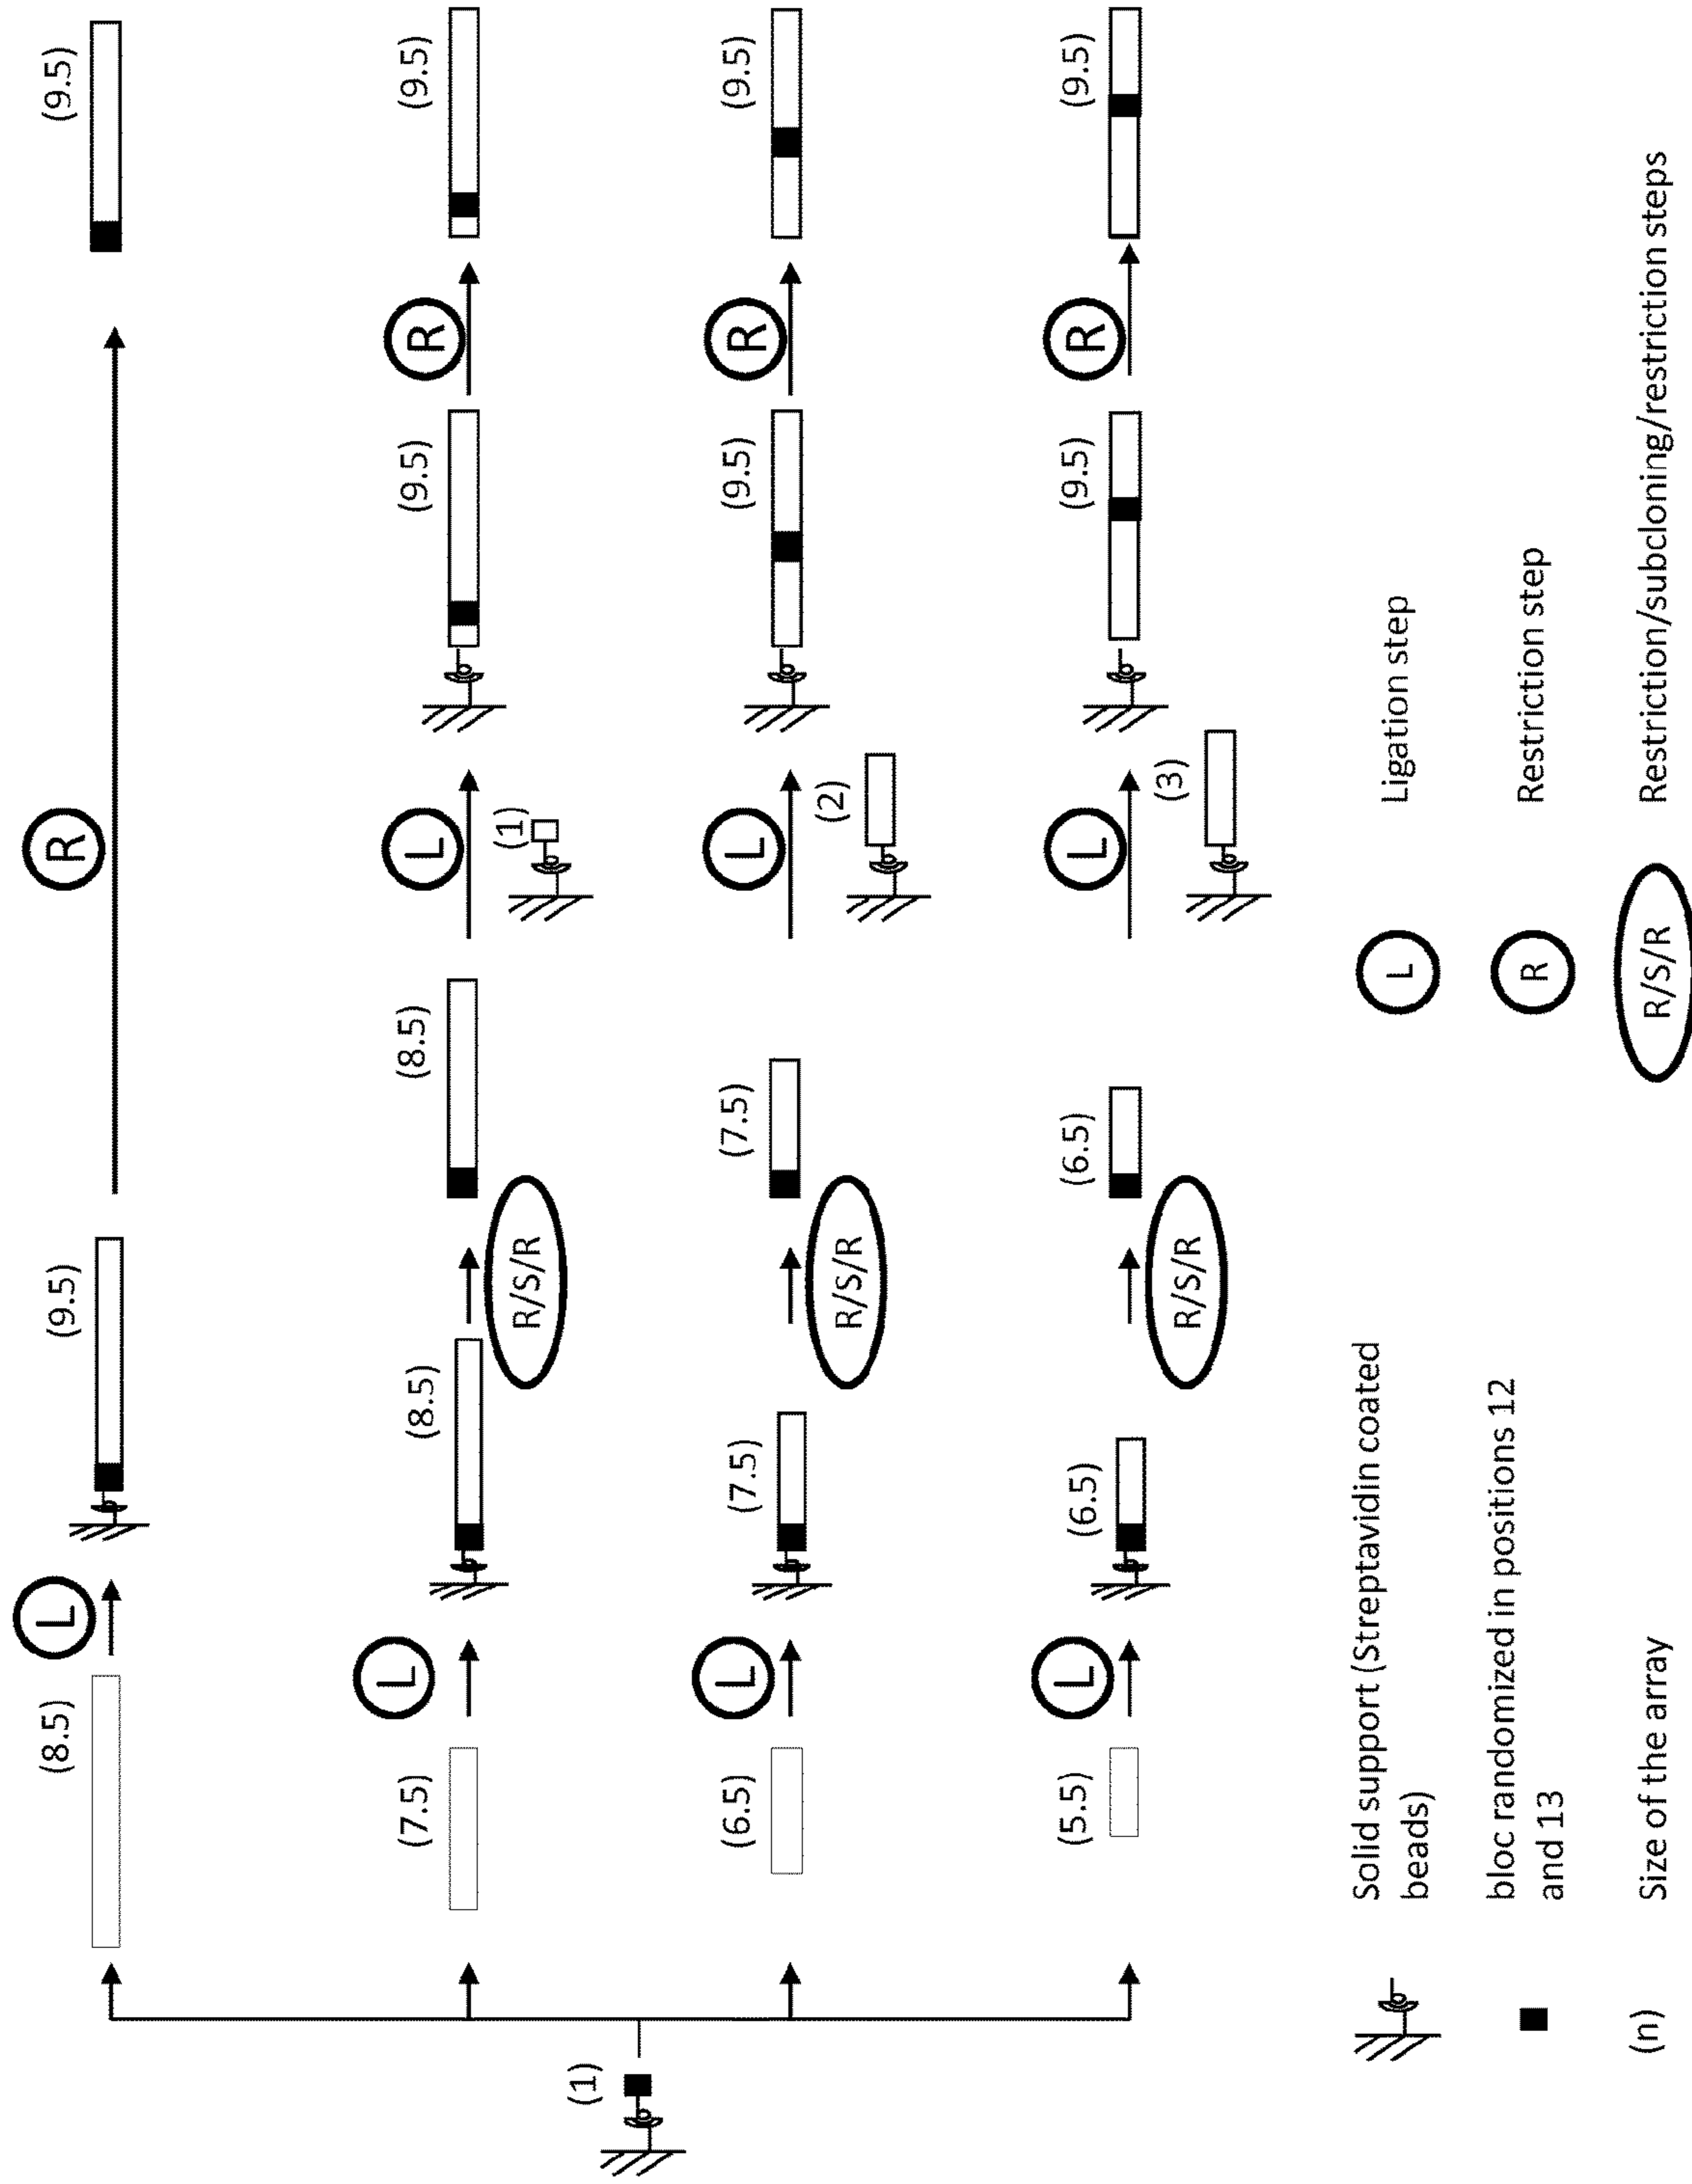 (8.5)
L
(9.5)
R
(9.5)
(7.5)
L
(8.5)
R/S/R
(8.5)
L
(1)
(9.5)
R
(9.5)
(1)
(6.5)
L
(7.5)
R/S/R
(7.5)
L
(2)
(9.5)
R
(9.5)
(5.5)
L
(6.5)
R/S/R
(6.5)
L
(3)
(9.5)
R
(9.5)
Solid support (Streptavidin coated
beads)
bloc randomized in positions 12
and 13
(n)
Size of the array
L
Ligation step
R
Restriction step
R/S/R
Restriction/subcloning/restriction steps